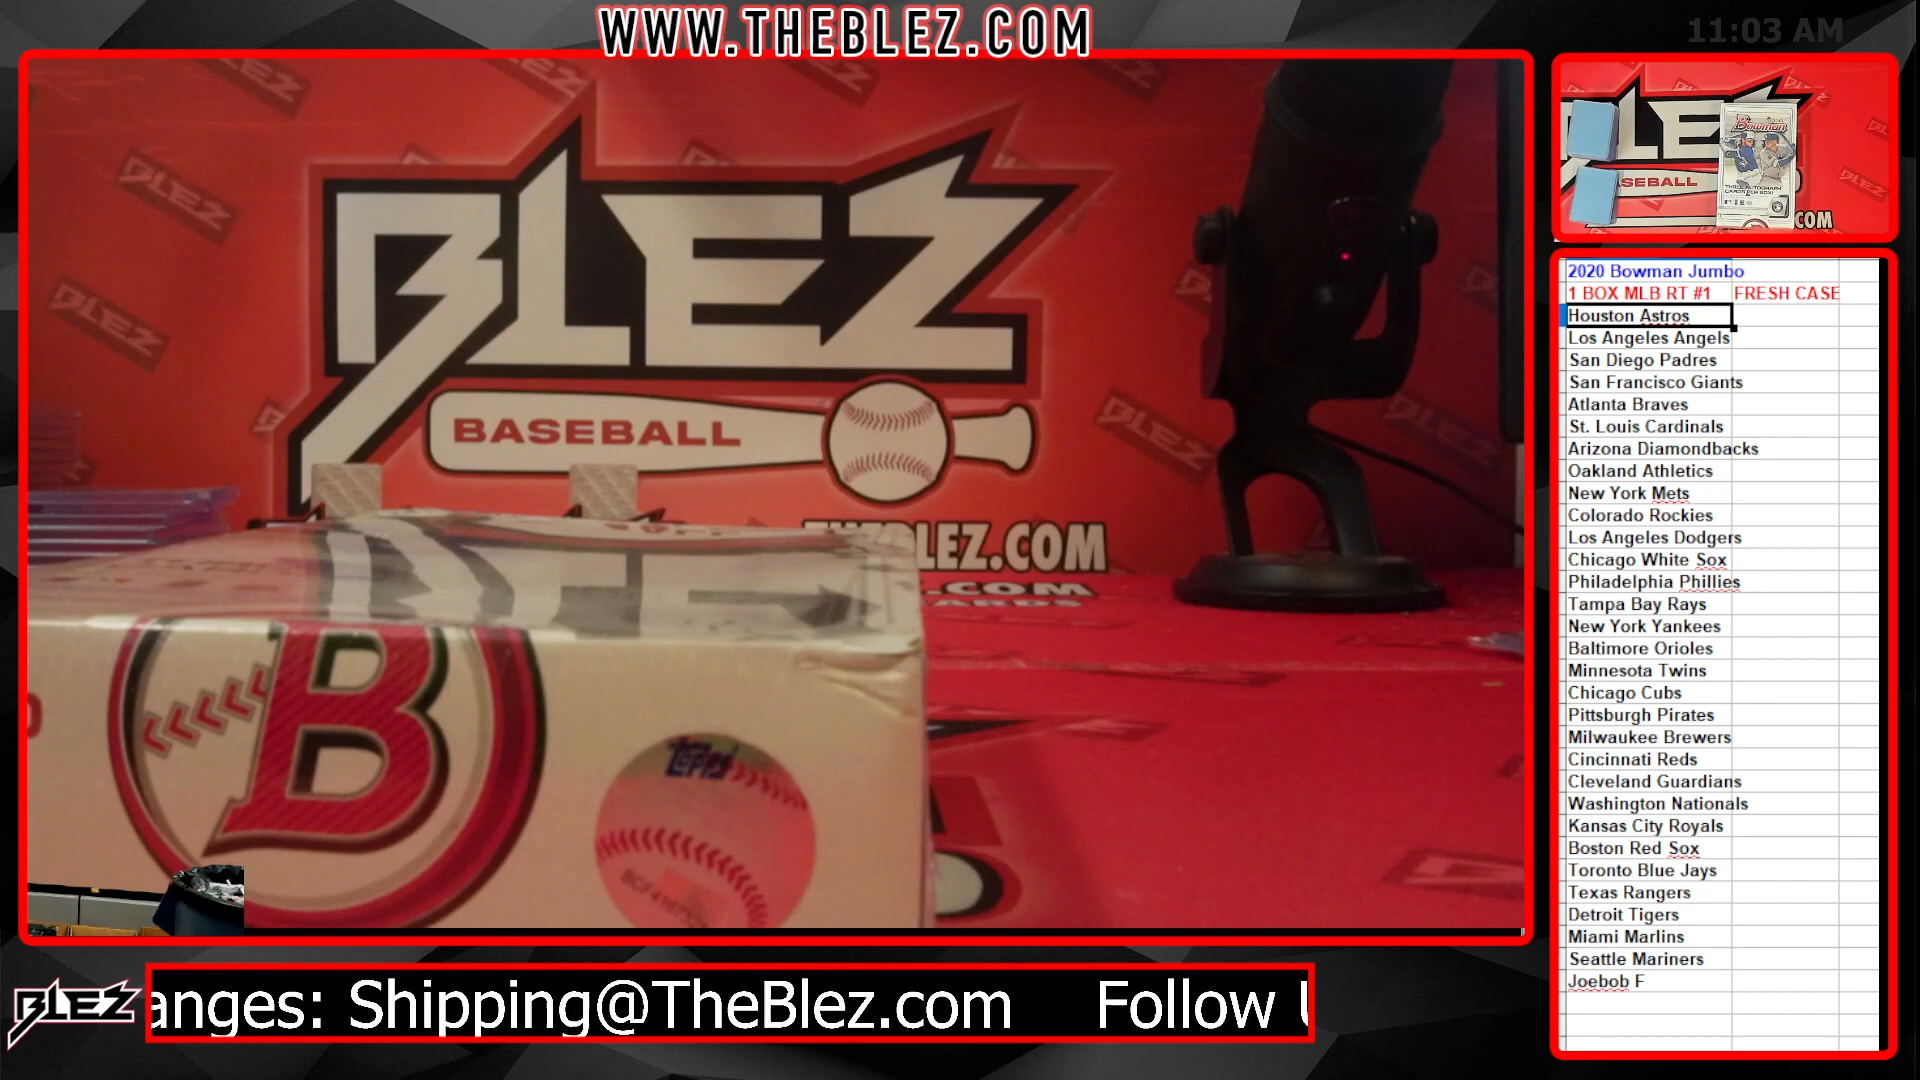 WWW.THEBLEZ.COM
11:03 AM
BLEZ
BASEBALL
LEZ.COM
.COM
B
Topps
BLEZ
anges: Shipping@TheBlez.com Follow
Bowman
BASEBALL
COM
2020 Bowman Jumbo
1 BOX MLB RT #1 FRESH CASE
Houston Astros
Los Angeles Angels
San Diego Padres
San Francisco Giants
Atlanta Braves
St. Louis Cardinals
Arizona Diamondbacks
Oakland Athletics
New York Mets
Colorado Rockies
Los Angeles Dodgers
Chicago White Sox
Philadelphia Phillies
Tampa Bay Rays
New York Yankees
Baltimore Orioles
Minnesota Twins
Chicago Cubs
Pittsburgh Pirates
Milwaukee Brewers
Cincinnati Reds
Cleveland Guardians
Washington Nationals
Kansas City Royals
Boston Red Sox
Toronto Blue Jays
Texas Rangers
Detroit Tigers
Miami Marlins
Seattle Mariners
Joebob F